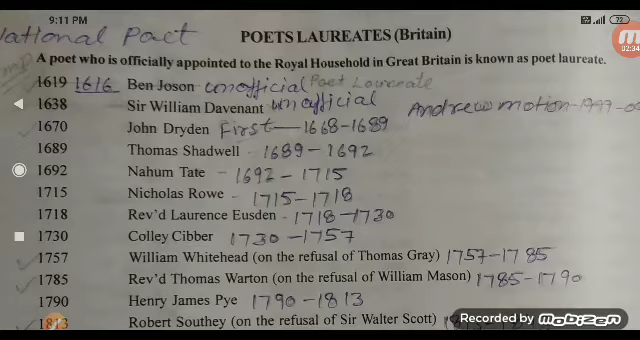 9:11 PM
National Pact
POETS LAUREATES (Britain)
02:34
A poet who is officially appointed to the Royal Household in Great Britain is known as poet laureate.
1619 1616 Ben Joson unofficial Poet Laureate
1638 Sir William Davenant unofficial Andrew motion-1999-
1670 John Dryden First-1668-1689
1689 Thomas Shadwell - 1689-1692
1692 Nahum Tate - 1692-1715
1715 Nicholas Rowe - 1715-1718
1718 Rev'd Laurence Eusden - 1718-1730
1730 Colley Cibber 1730-1757
1757 William Whitehead (on the refusal of Thomas Gray) 1757-1785
1785 Rev'd Thomas Warton (on the refusal of William Mason) 1785-1790
1790 Henry James Pye 1790-1813
1813 Robert Southey (on the refusal of Sir Walter Scott)
Recorded by mobizen